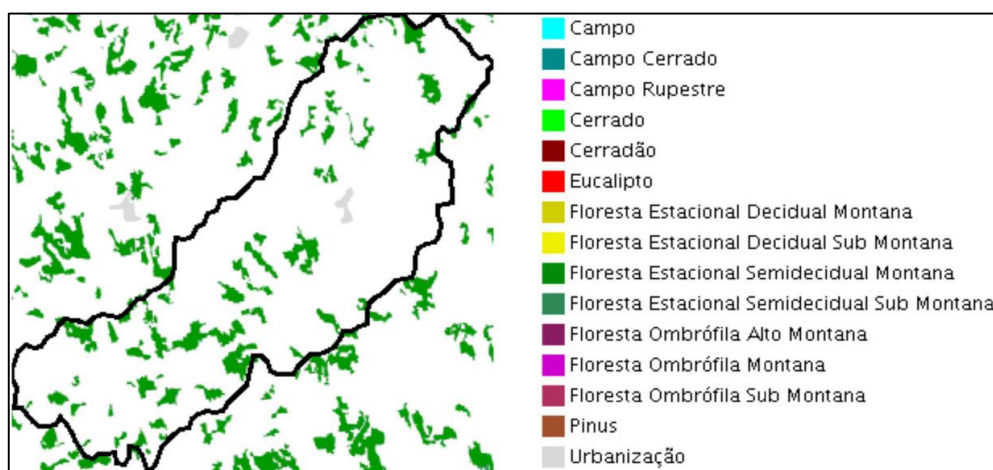 Campo
Campo Cerrado
Campo Rupestre
Cerrado
Cerradão
Eucalipto
Floresta Estacional Decidual Montana
Floresta Estacional Decidual Sub Montana
Floresta Estacional Semidecidual Montana
Floresta Estacional Semidecidual Sub Montana
Floresta Ombrófila Alto Montana
Floresta Ombrófila Montana
Floresta Ombrófila Sub Montana
Pinus
Urbanização